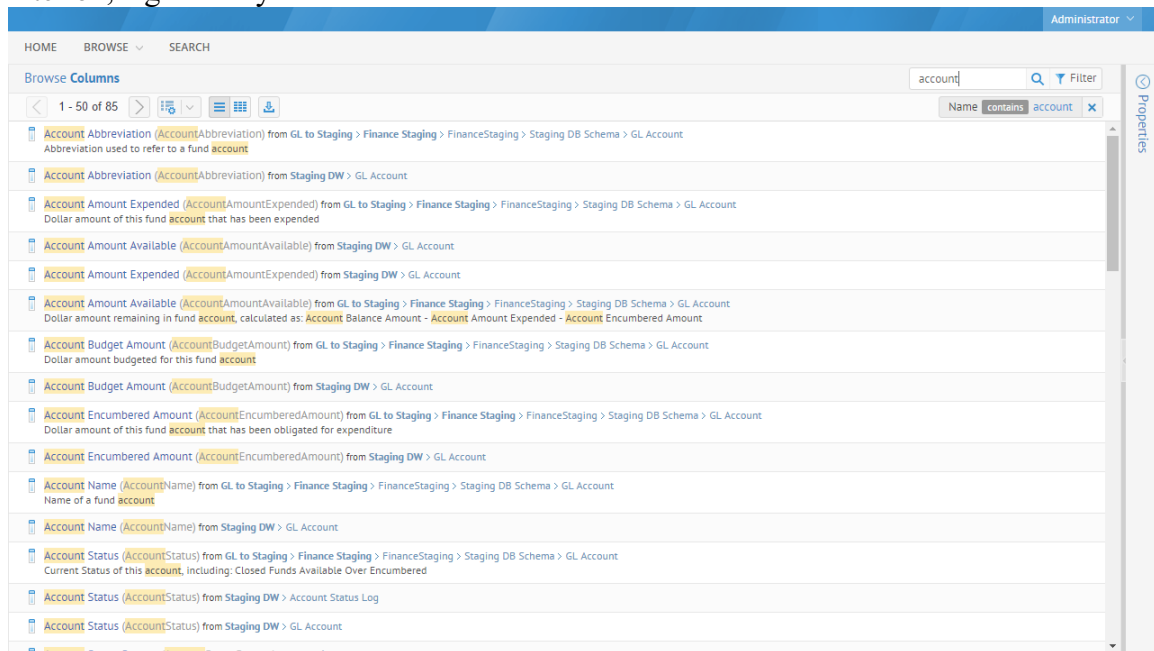 Administrator
HOME BROWSE SEARCH
Browse Columns
account
Filter
1 - 50 of 85
Name contains account ×
Properties
Account Abbreviation (AccountAbbreviation) from GL to Staging > Finance Staging > FinanceStaging > Staging DB Schema > GL Account
Abbreviation used to refer to a fund account
Account Abbreviation (AccountAbbreviation) from Staging DW > GL Account
Account Amount Expended (AccountAmountExpended) from GL to Staging > Finance Staging > FinanceStaging > Staging DB Schema > GL Account
Dollar amount of this fund account that has been expended
Account Amount Available (AccountAmountAvailable) from Staging DW > GL Account
Account Amount Expended (AccountAmountExpended) from Staging DW > GL Account
Account Amount Available (AccountAmountAvailable) from GL to Staging > Finance Staging > FinanceStaging > Staging DB Schema > GL Account
Dollar amount remaining in fund account, calculated as: Account Balance Amount - Account Amount Expended - Account Encumbered Amount
Account Budget Amount (AccountBudgetAmount) from GL to Staging > Finance Staging > FinanceStaging > Staging DB Schema > GL Account
Dollar amount budgeted for this fund account
Account Budget Amount (AccountBudgetAmount) from Staging DW > GL Account
Account Encumbered Amount (AccountEncumberedAmount) from GL to Staging > Finance Staging > FinanceStaging > Staging DB Schema > GL Account
Dollar amount of this fund account that has been obligated for expenditure
Account Encumbered Amount (AccountEncumberedAmount) from Staging DW > GL Account
Account Name (AccountName) from GL to Staging > Finance Staging > FinanceStaging > Staging DB Schema > GL Account
Name of a fund account
Account Name (AccountName) from Staging DW > GL Account
Account Status (AccountStatus) from GL to Staging > Finance Staging > FinanceStaging > Staging DB Schema > GL Account
Current Status of this account, including: Closed Funds Available Over Encumbered
Account Status (AccountStatus) from Staging DW > Account Status Log
Account Status (AccountStatus) from Staging DW > GL Account